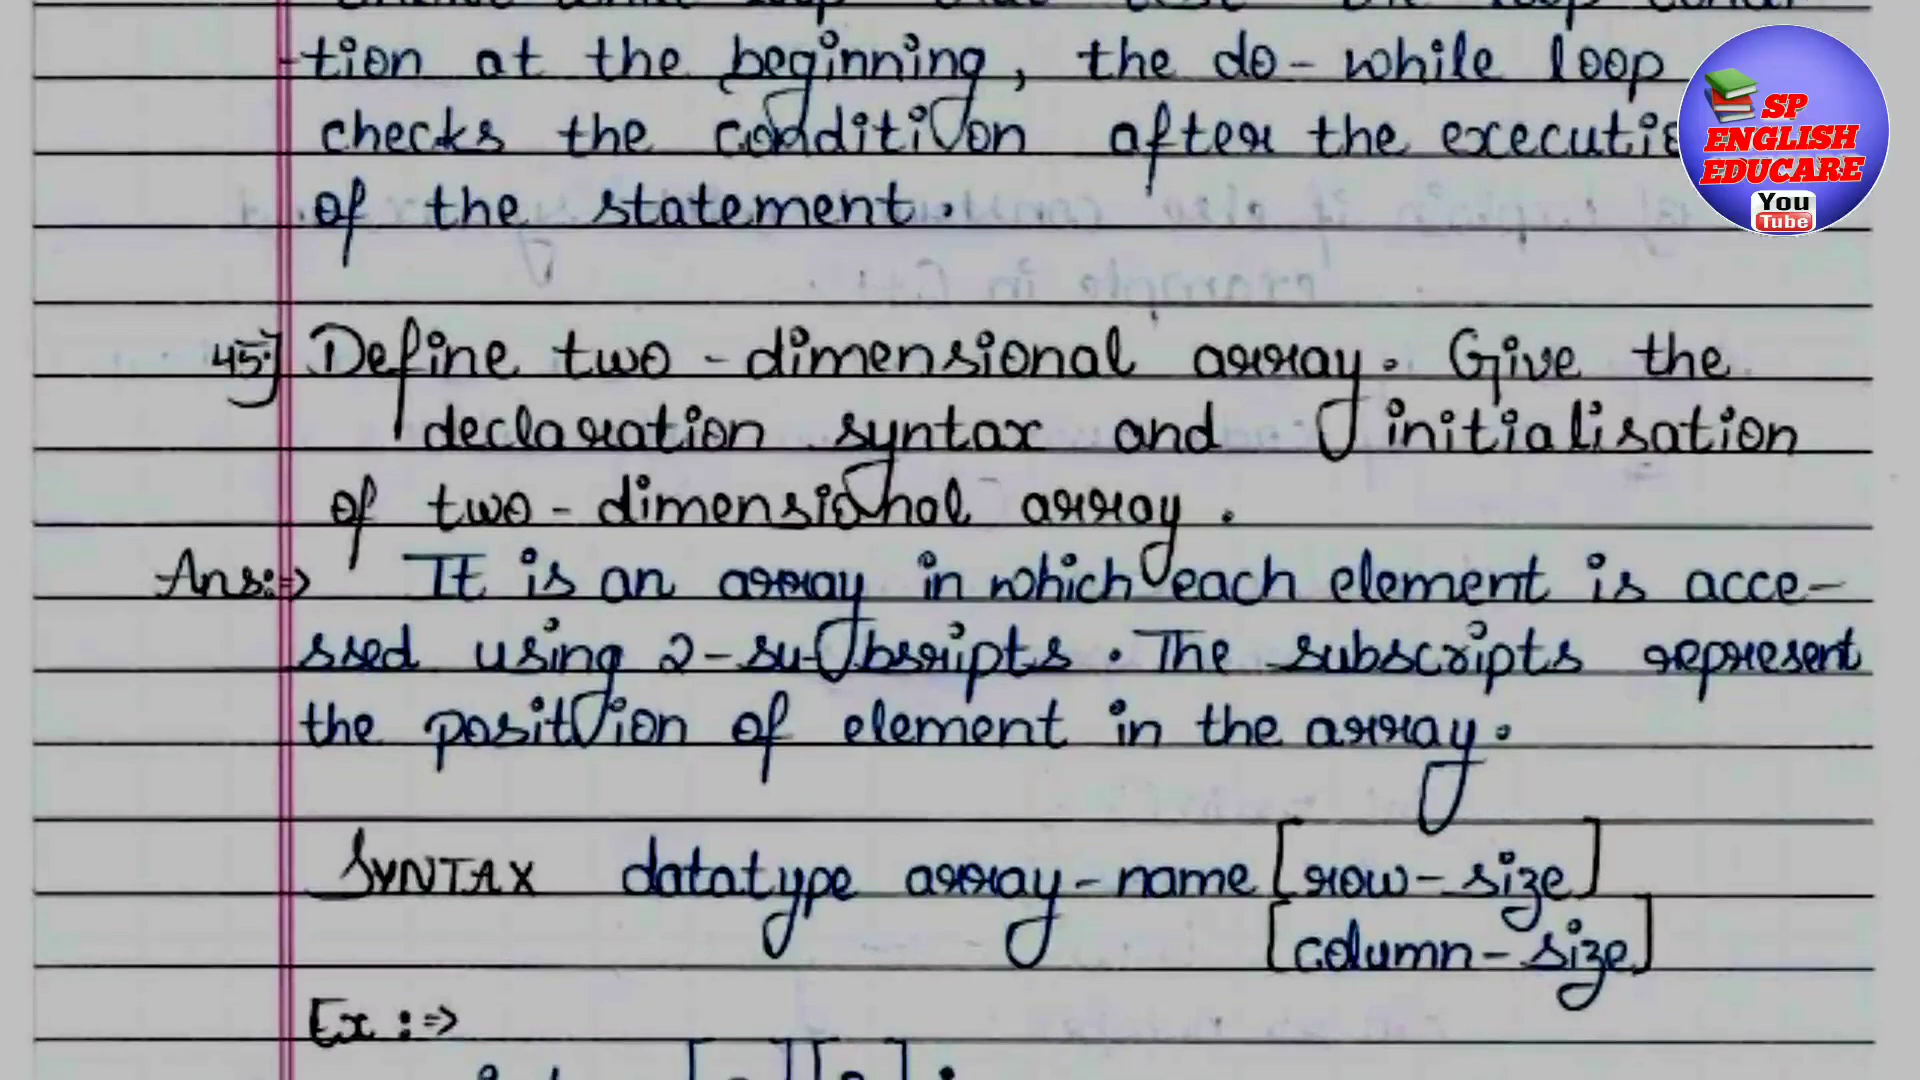 -tion at the beginning, the do-while loop
checks the condition after the executi
of the statement.
45] Define two-dimensional array. Give the
declaration syntax and initialisation
of two-dimensional array.
Ans:⇒ It is an array in which each element is acce-
ssed using 2-subsripts. The subscripts represent
the position of element in the array.
SYNTAX datatype array-name [row-size]
[column-size]
Ex:⇒
SP
ENGLISH
EDUCARE
You
Tube